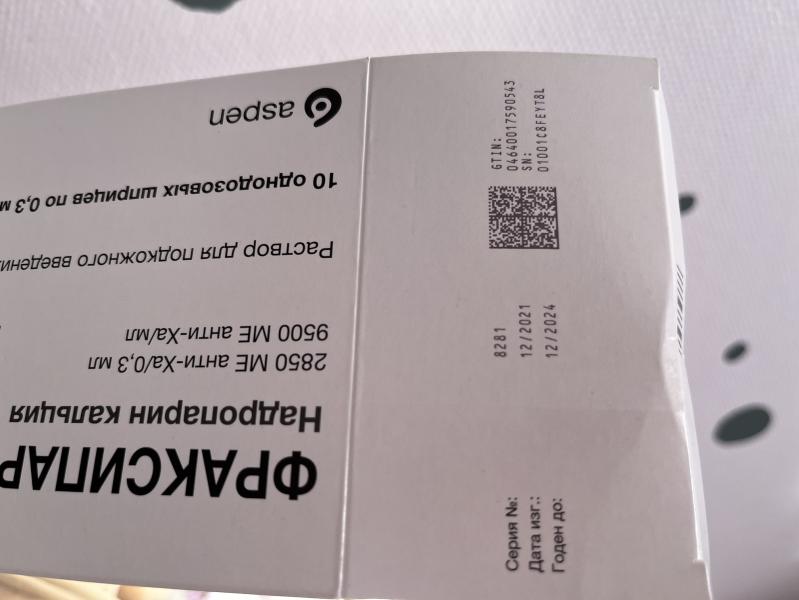 ФРАКСИПАР
Надропарин кальция
2850 МЕ анти-Ха/0,3 мл
9500 МЕ анти-Ха/мл
Раствор для подкожного
10 однодозовых шприцев по 0,3
aspen
Серия №: 8281
Дата изг.: 12/2021
Годен до: 12/2024
GTIN:
04640017590543
SN:
01001C8FEYT8L